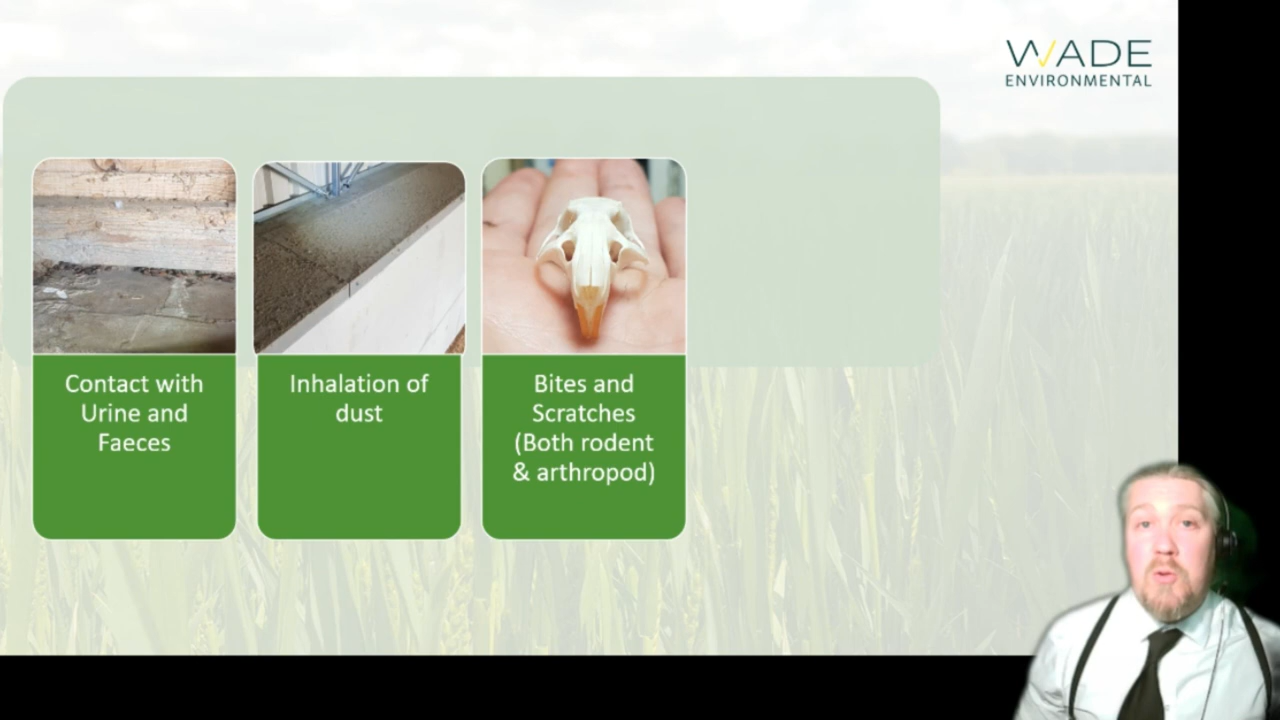 WADE
ENVIRONMENTAL
Contact with
Urine and
Faeces
Inhalation of
dust
Bites and
Scratches
(Both rodent
& arthropod)